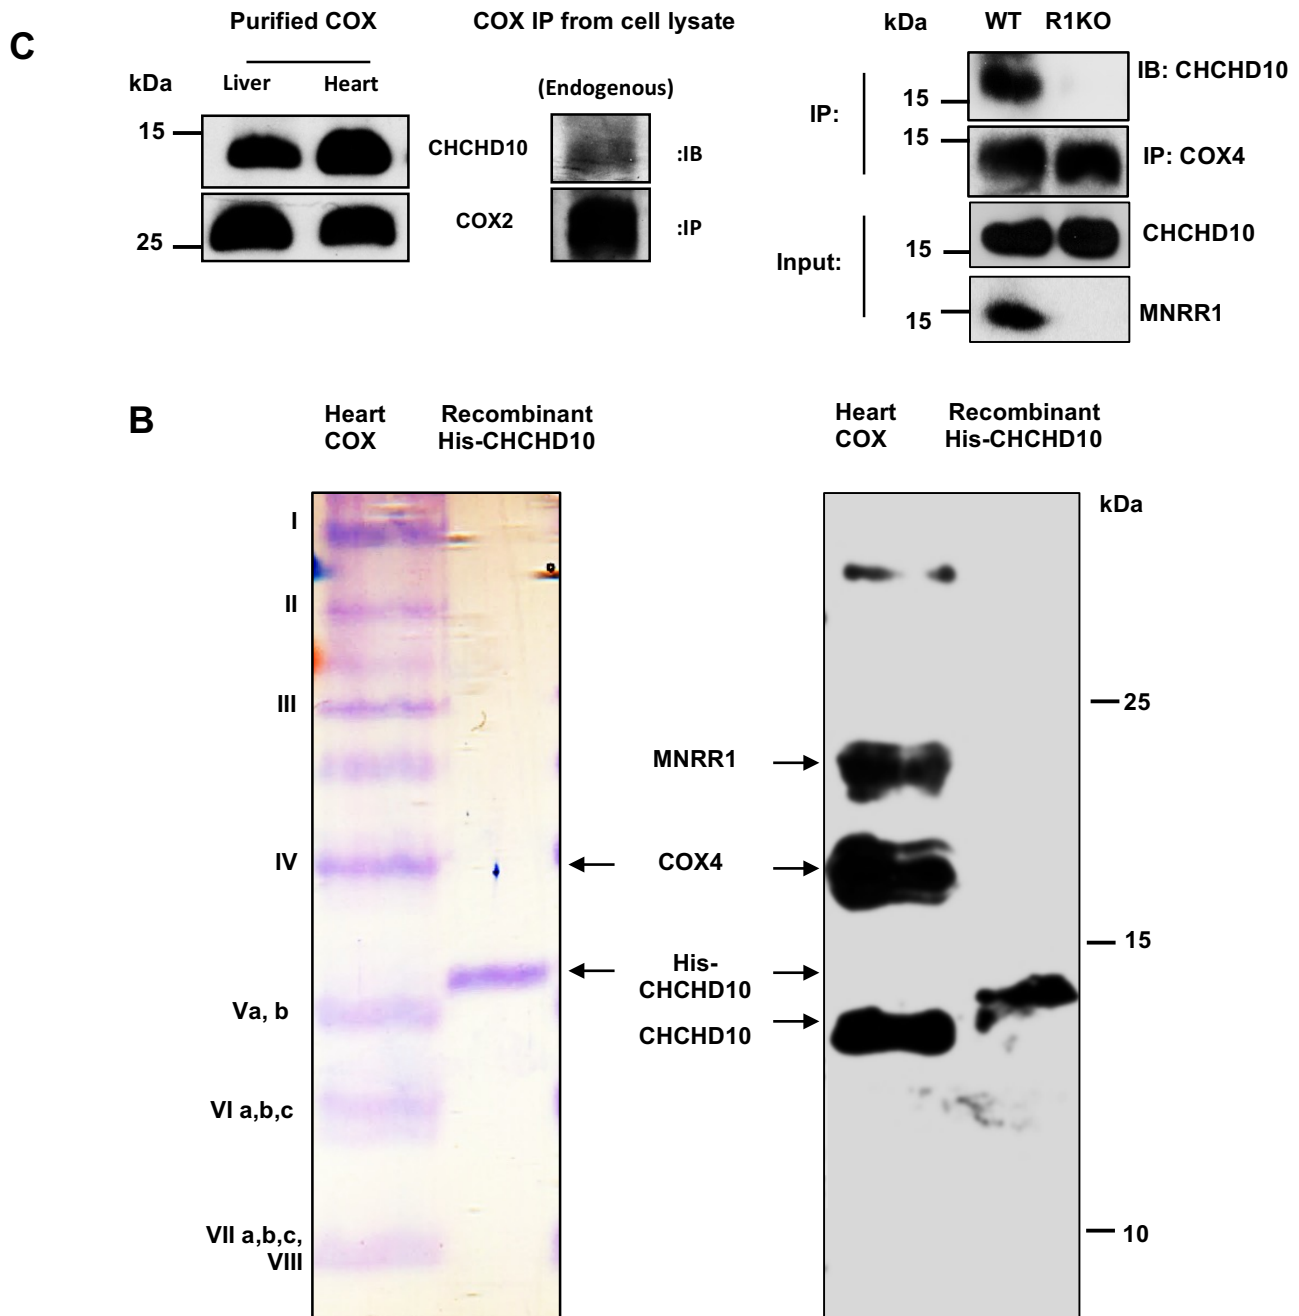 C
Purified COX
kDa
Liver
Heart
15
25
CHCHD10
COX2
COX IP from cell lysate
(Endogenous)
:IB
:IP
kDa
WT R1KO
IP:
15
IB: CHCHD10
15
IP: COX4
Input:
15
CHCHD10
15
MNRR1
B
Heart
COX
Recombinant
His-CHCHD10
I
II
III
IV
Va, b
VI a,b,c
VII a,b,c,
VIII
MNRR1
COX4
His-
CHCHD10
CHCHD10
Heart
COX
Recombinant
His-CHCHD10
kDa
25
15
10